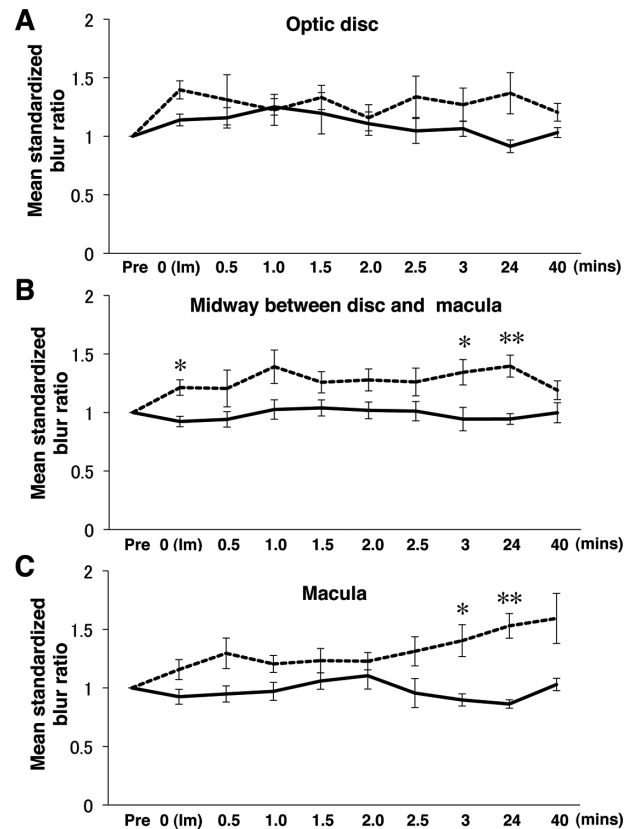 A
Optic disc
Mean standardized
blur ratio
2
1.5
1
0.5
0
Pre 0 (Im) 0.5 1.0 1.5 2.0 2.5 3 24 40 (mins)
B
Midway between disc and macula
Mean standardized
blur ratio
2
1.5
1
0.5
0
* * **
Pre 0 (Im) 0.5 1.0 1.5 2.0 2.5 3 24 40 (mins)
C
Macula
Mean standardized
blur ratio
2
1.5
1
0.5
0
* **
Pre 0 (Im) 0.5 1.0 1.5 2.0 2.5 3 24 40 (mins)